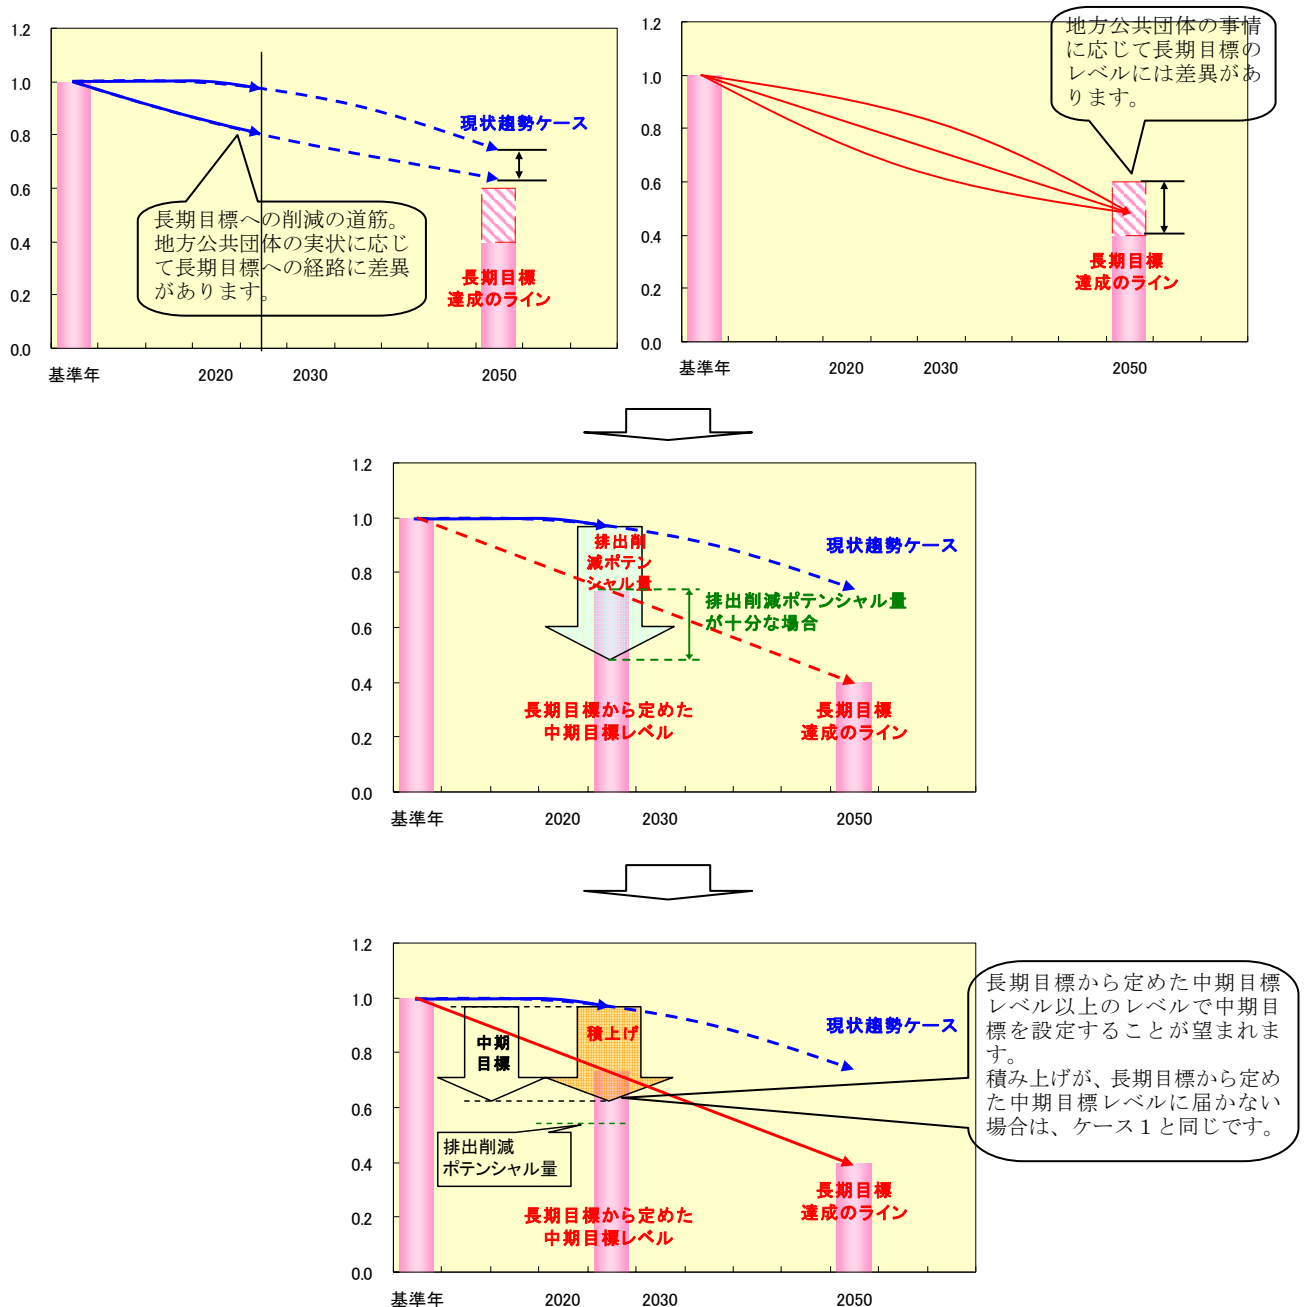 1.2
1.0
0.8
0.6
0.4
0.2
0.0
基準年
2020
2030
2050
現状趨勢ケース
長期目標への削減の道筋。
地方公共団体の実状に応じ
て長期目標への経路に差異
があります。
長期目標
達成のライン
1.2
1.0
0.8
0.6
0.4
0.2
0.0
基準年
2020
2030
2050
地方公共団体の事情
に応じて長期目標の
レベルには差異があ
ります。
長期目標
達成のライン
1.2
1.0
0.8
0.6
0.4
0.2
0.0
基準年
2020
2030
2050
排出削
減ポテン
シャル量
現状趨勢ケース
排出削減ポテンシャル量
が十分な場合
長期目標から定めた
中期目標レベル
長期目標
達成のライン
1.2
1.0
0.8
0.6
0.4
0.2
0.0
基準年
2020
2030
2050
中期
目標
積上げ
現状趨勢ケース
排出削減
ポテンシャル量
長期目標から定めた
中期目標レベル
長期目標
達成のライン
長期目標から定めた中期目標
レベル以上のレベルで中期目
標を設定することが望まれま
す。
積み上げが、長期目標から定め
た中期目標レベルに届かない
場合は、ケース１と同じです。